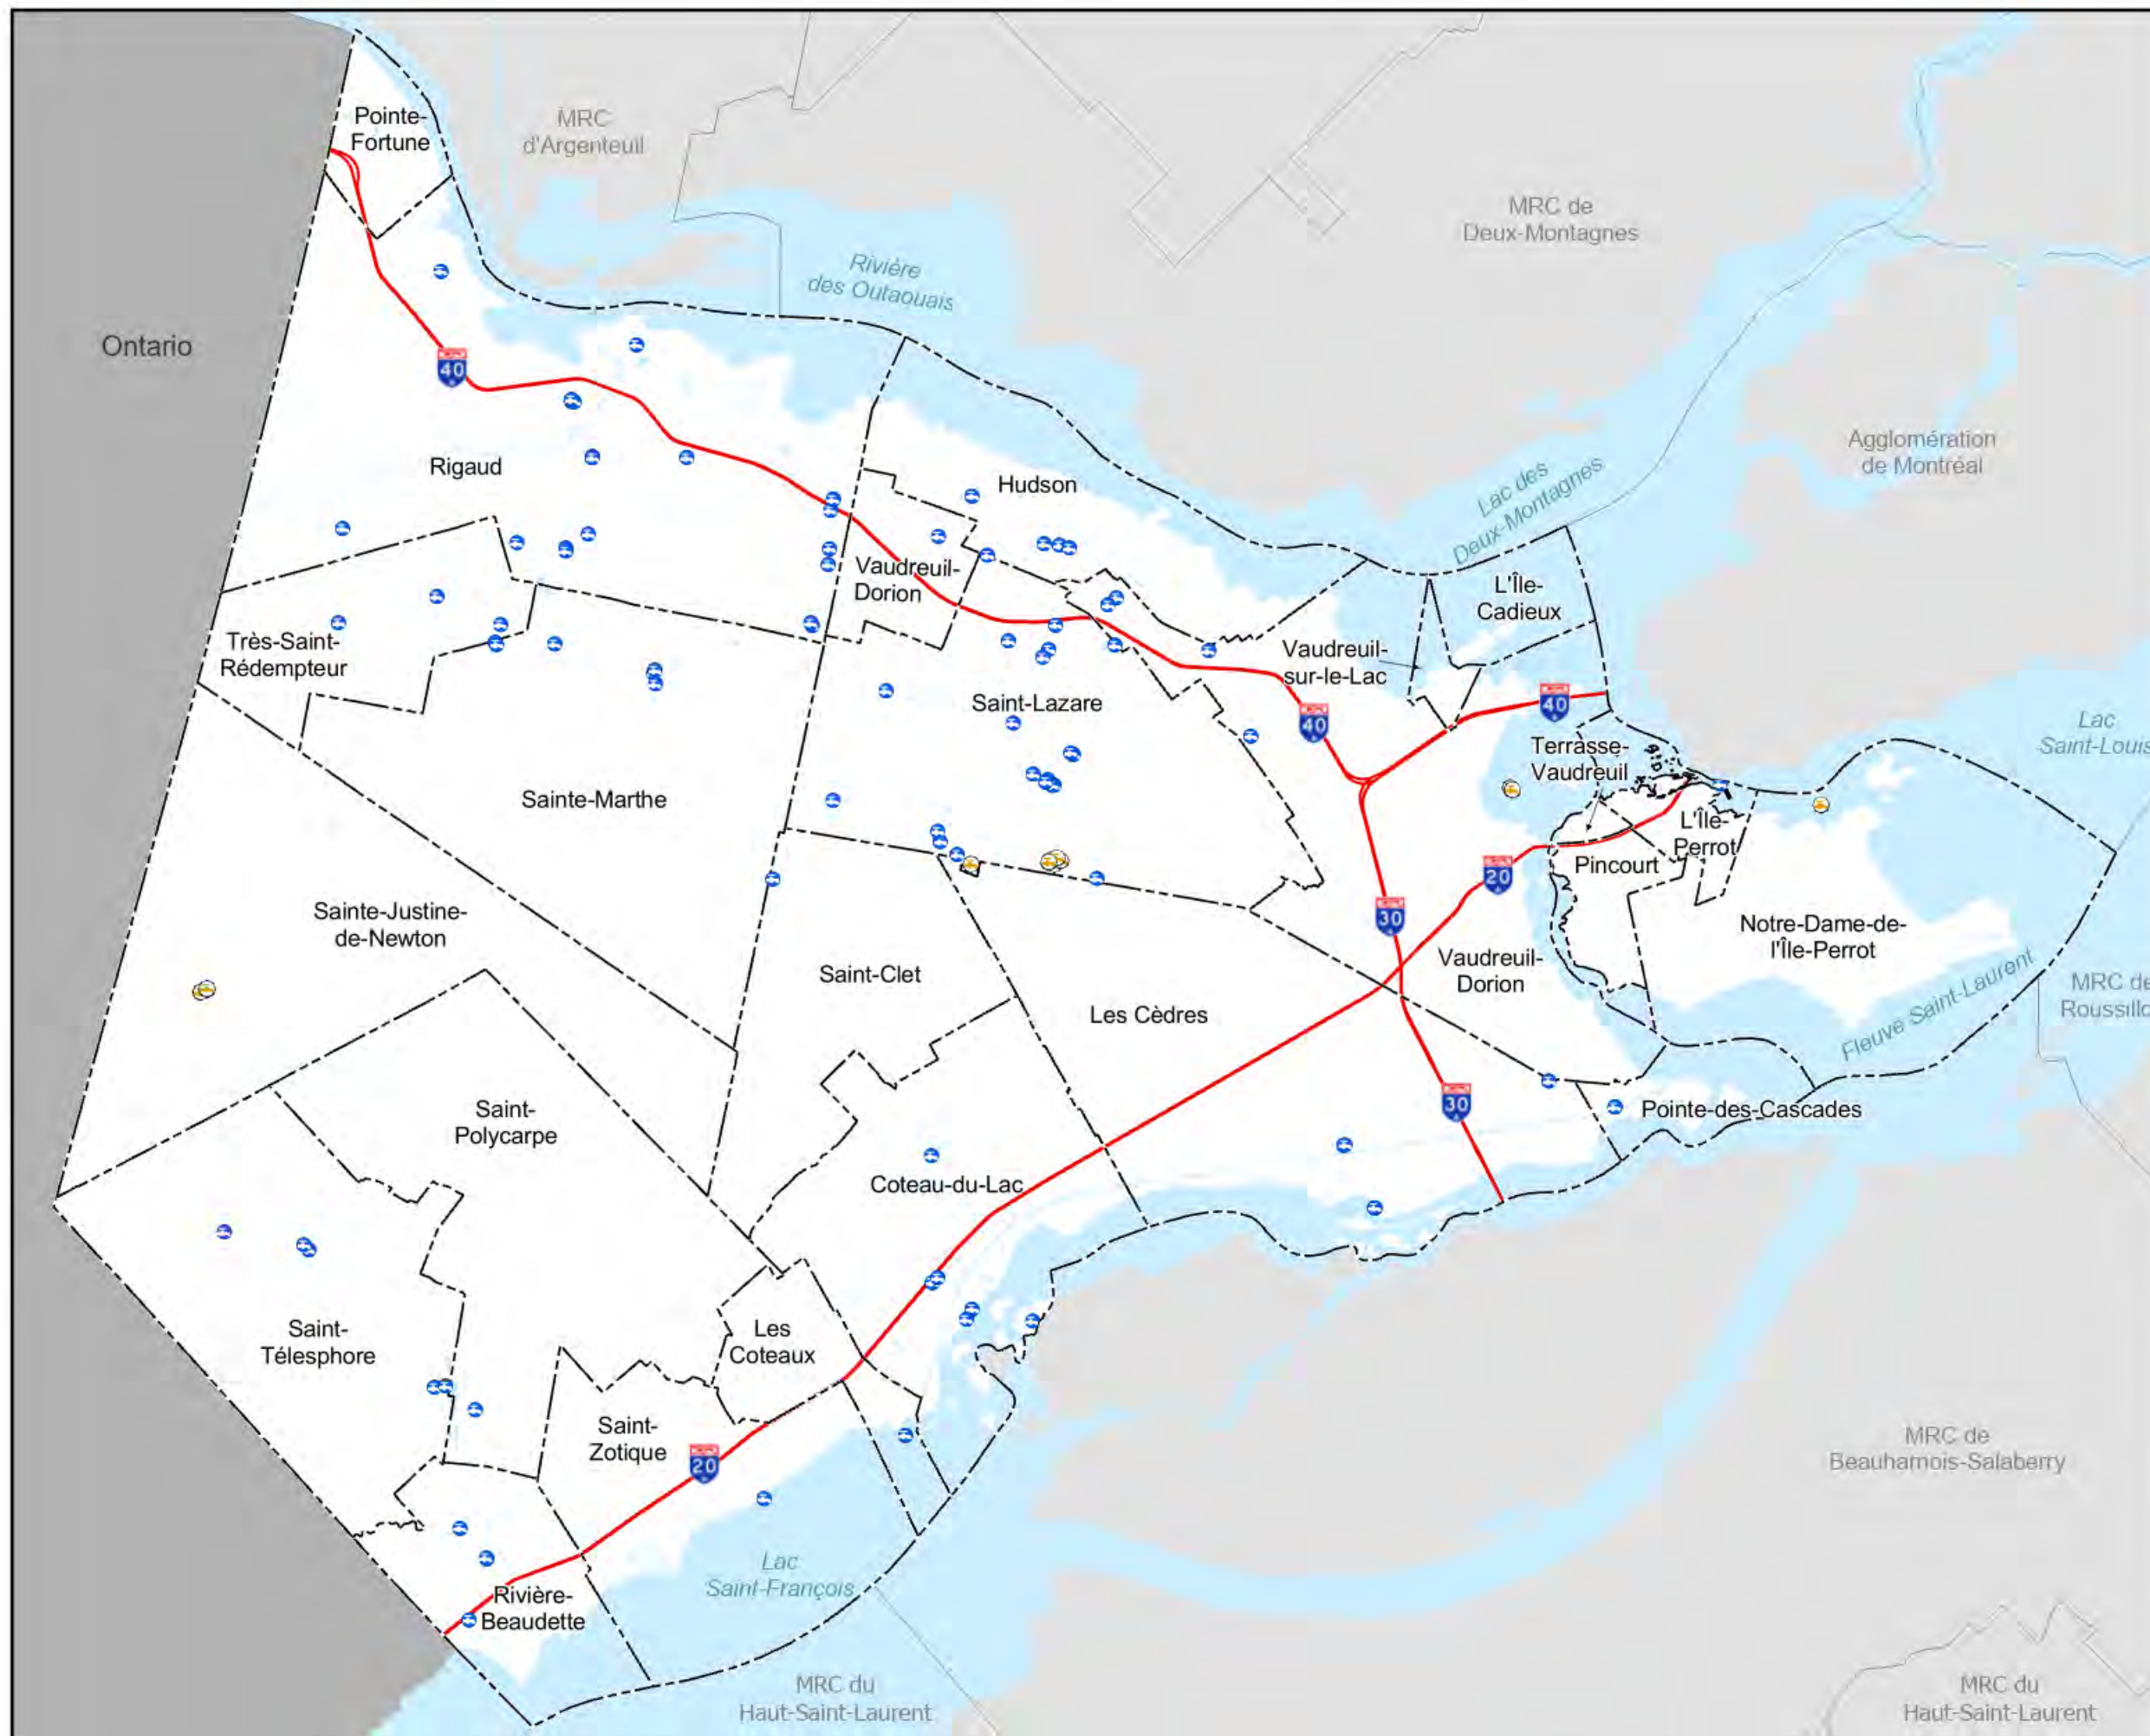 Pointe-
Fortune
MRC
d'Argenteuil
MRC de
Deux-Montagnes
Rivière
des Outaouais
Ontario
40
Agglomération
de Montréal
Rigaud
Hudson
Lac des
Deux-Montagnes
Vaudreuil-
Dorion
L'Île-
Cadieux
Très-Saint-
Rédempteur
Vaudreuil-
sur-le-Lac
Saint-Lazare
40
40
Lac
Saint-Louis
Terrasse-
Vaudreuil
Sainte-Marthe
L'Île-
Perrot
Pincourt
20
Sainte-Justine-
de-Newton
30
Notre-Dame-de-
l'Île-Perrot
Saint-Clet
Vaudreuil-
Dorion
Les Cèdres
Fleuve Saint-Laurent
MRC de
Roussillo
Saint-
Polycarpe
30
Pointe-des-Cascades
Coteau-du-Lac
Saint-
Télesphore
Les
Coteaux
Saint-
Zotique
20
MRC de
Beauharnois-Salaberry
Lac
Saint-François
Rivière-
Beaudette
MRC du
Haut-Saint-Laurent
MRC du
Haut-Saint-Laurent